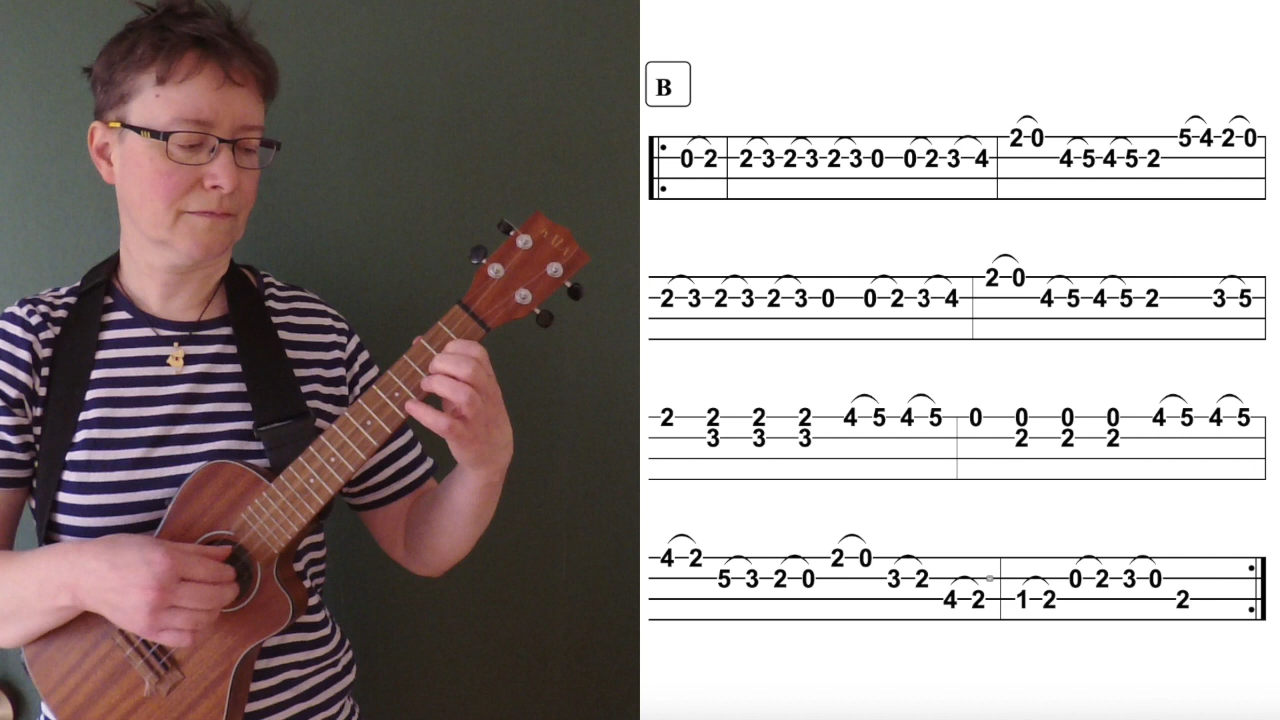 B
2 0 5 4 2 0
0 2 2 3 2 3 2 3 0 0 2 3 4 4 5 4 5 2
2 0
2 3 2 3 2 3 0 0 2 3 4 4 5 4 5 2 3 5
2 2 2 2 4 5 4 5 0 0 0 0 4 5 4 5
3 3 3 2 2 2
4 2 2 0
5 3 2 0 3 2 0 2 3 0
4 2 1 2 2